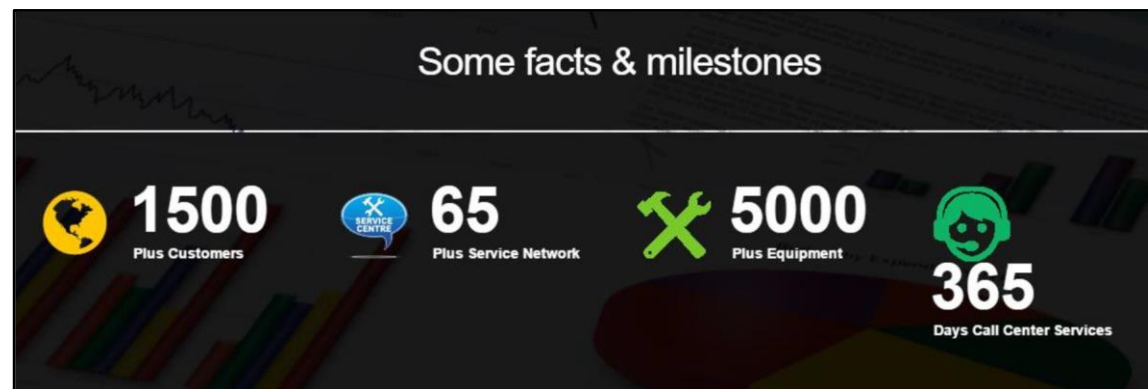 Some facts & milestones
1500
Plus Customers
SERVICE
CENTRE
65
Plus Service Network
5000
Plus Equipment
365
Days Call Center Services